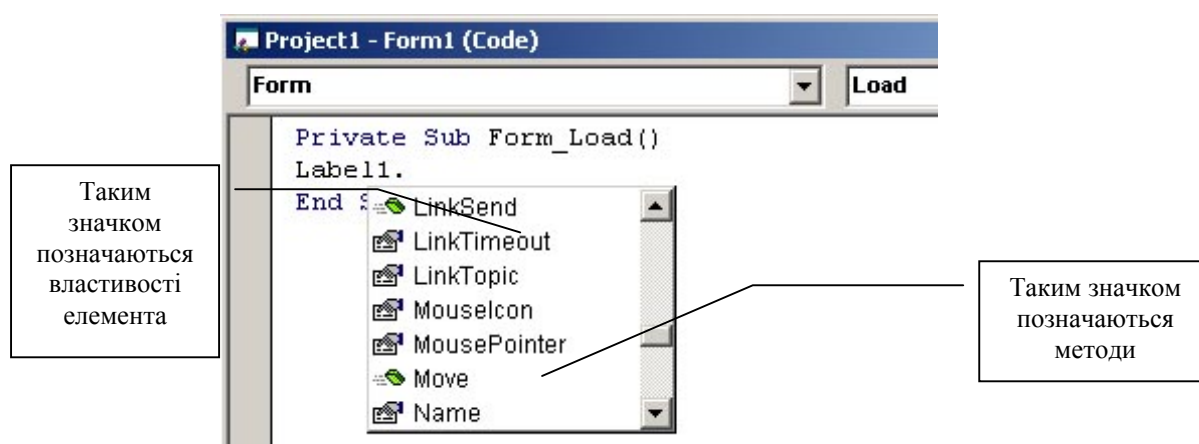 Project1 - Form1 (Code)
Form
Load
Private Sub Form_Load()
Label1.
End S
LinkSend
LinkTimeout
LinkTopic
MouseIcon
MousePointer
Move
Name
Таким
значком
позначаються
властивості
елемента
Таким значком
позначаються
методи